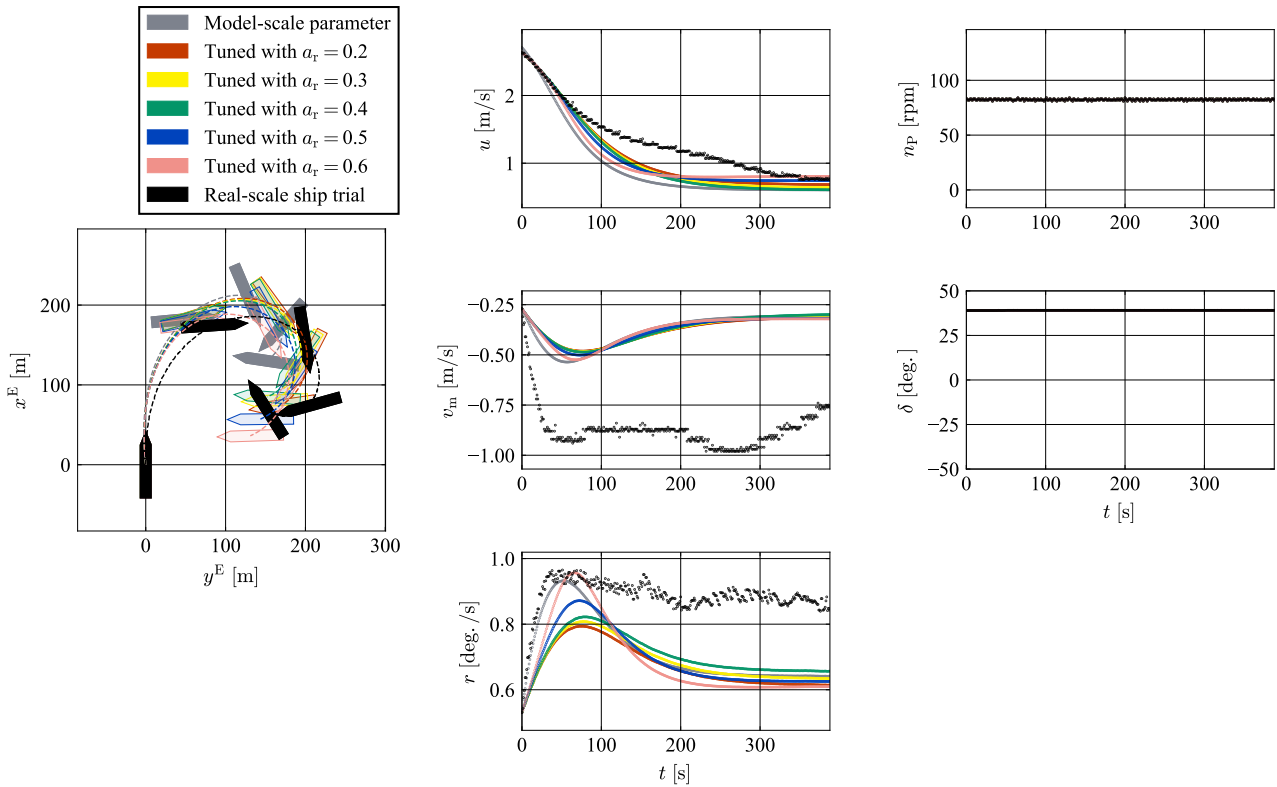 Model-scale parameter
Tuned with a_r = 0.2
Tuned with a_r = 0.3
Tuned with a_r = 0.4
Tuned with a_r = 0.5
Tuned with a_r = 0.6
Real-scale ship trial
200
100
0
x^E [m]
0 100 200 300
y^E [m]
2
1
u [m/s]
0 100 200 300
−0.25
−0.50
−0.75
−1.00
v_m [m/s]
0 100 200 300
1.0
0.8
0.6
r [deg. /s]
0 100 200 300
t [s]
100
50
0
n_P [rpm]
0 100 200 300
50
25
0
−25
−50
δ [deg.]
0 100 200 300
t [s]